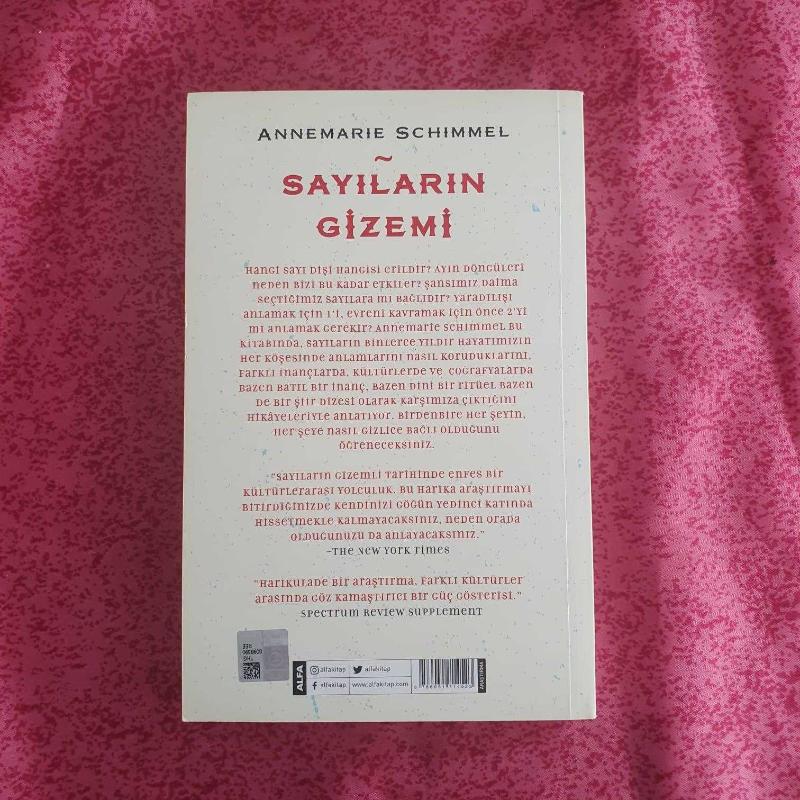 ANNEMARIE SCHIMMEL
SAYILARIN
GİZEMİ
HANGİ SAYI DİŞİ HANGİSİ ERİLDİR? AYIN DÖNGÜLERİ
NEDEN BİZİ BU KADAR ETKİLER? ŞANSIMIZ DAİMA
SEÇTİĞİMİZ SAYILARA MI BAĞLIDIR? YARADILIŞI
ANLAMAK İÇİN 1'İ, EVRENİ KAVRAMAK İÇİN ÖNCE 2'Yİ
Mİ ANLAMAK GEREKİR? ANNEMARIE SCHIMMEL BU
KİTABINDA, SAYILARIN BİNLERCE YILDIR HAYATIMIZIN
HER KÖŞESİNDE ANLAMLARINI NASIL KORUDUKLARINI,
FARKLI İNANÇLARDA, KÜLTÜRLERDE VE COĞRAFYALARDA
BAZEN BATIL BİR İNANÇ, BAZEN DİNİ BİR RİTÜEL BAZEN
DE BİR ŞİİR DİZESİ OLARAK KARŞIMIZA ÇIKTIĞINI
HİKÂYELERİYLE ANLATIYOR. BİRDENBİRE HER ŞEYİN,
HER ŞEYE NASIL GİZLİCE BAĞLI OLDUĞUNU
ÖĞRENECEKSİNİZ.
"SAYILARIN GİZEMLİ TARİHİNDE ENFES BİR
KÜLTÜRLERARASI YOLCULUK. BU HARİKA ARAŞTIRMAYI
BİTİRDİĞİNİZDE KENDİNİZİ GÖĞÜN YEDİNCİ KATINDA
HİSSETMEKLE KALMAYACAKSINIZ, NEDEN ORADA
OLDUĞUNUZU DA ANLAYACAKSINIZ."
-THE NEW YORK TIMES
"HARİKULADE BİR ARAŞTIRMA. FARKLI KÜLTÜRLER
ARASINDA GÖZ KAMAŞTIRICI BİR GÜÇ GÖSTERİSİ."
SPECTRUM REVIEW SUPPLEMENT
ALFA
alfakitap
alfakitap
alfakitap
www.alfakitap.com